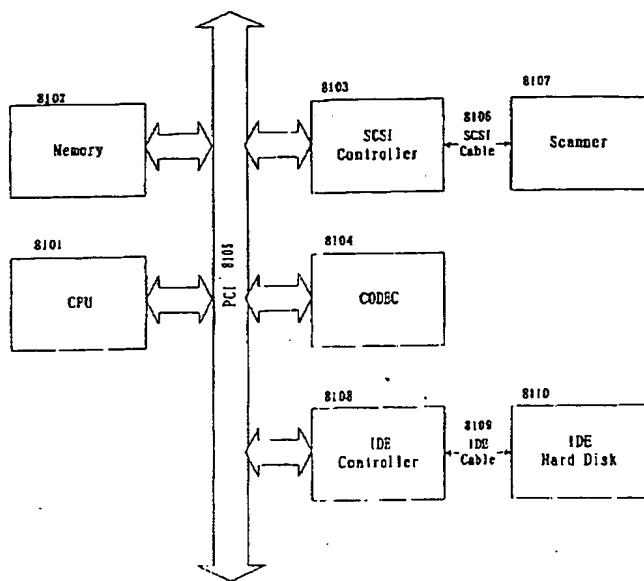 8102
Memory
8103
SCSI
Controller
8106
SCSI
Cable
8107
Scanner
8101
CPU
PCI 8105
8104
CODEC
8108
IDE
Controller
8109
IDE
Cable
8110
IDE
Hard Disk